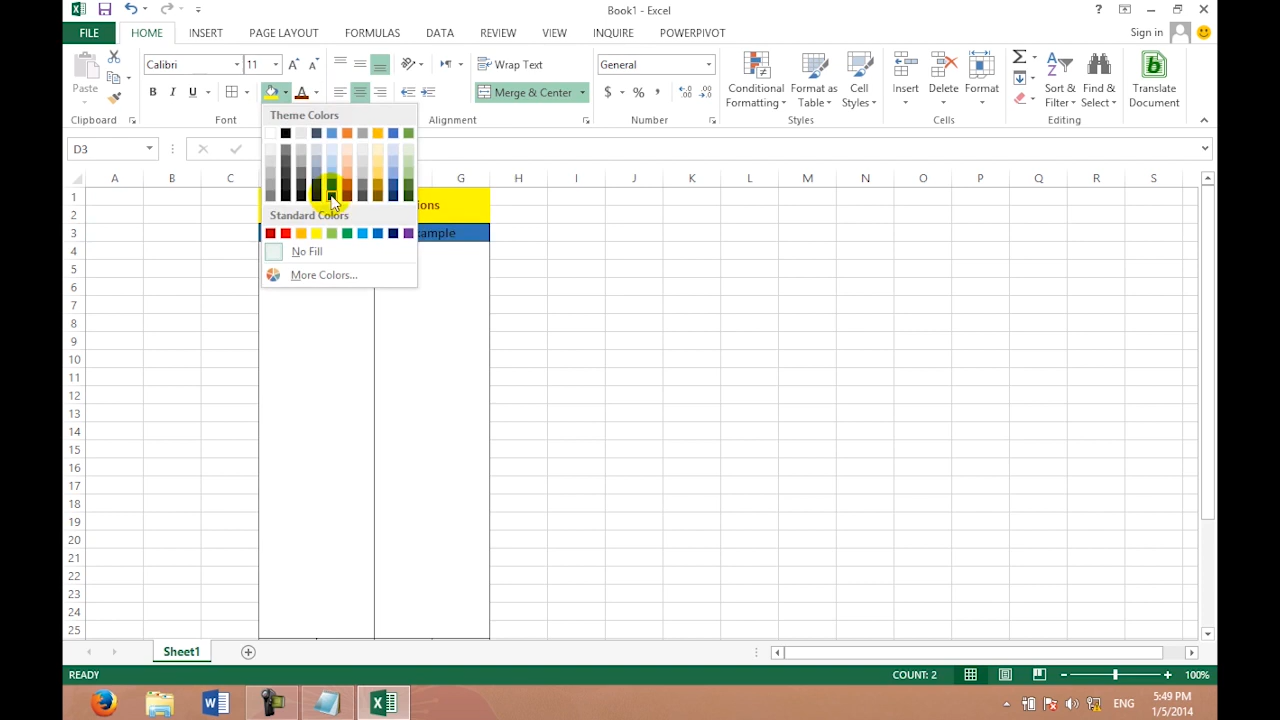 Book1 - Excel
?
FILE HOME INSERT PAGE LAYOUT FORMULAS DATA REVIEW VIEW INQUIRE POWERPIVOT Sign in
Calibri 11 Wrap Text General
Paste B I U A Merge & Center $ % , Conditional Formatting Format as Table Cell Styles Insert Delete Format Sort & Filter Find & Select Translate Document
Clipboard Font Alignment Number Styles Cells Editing
Theme Colors
D3
A B C G H I J K L M N O P Q R S
1
2 ions
Standard Colors
3 ample
4 No Fill
5
More Colors...
6
7
8
9
10
11
12
13
14
15
16
17
18
19
20
21
22
23
24
25
Sheet1
READY COUNT: 2 100%
ENG 5:49 PM
1/5/2014